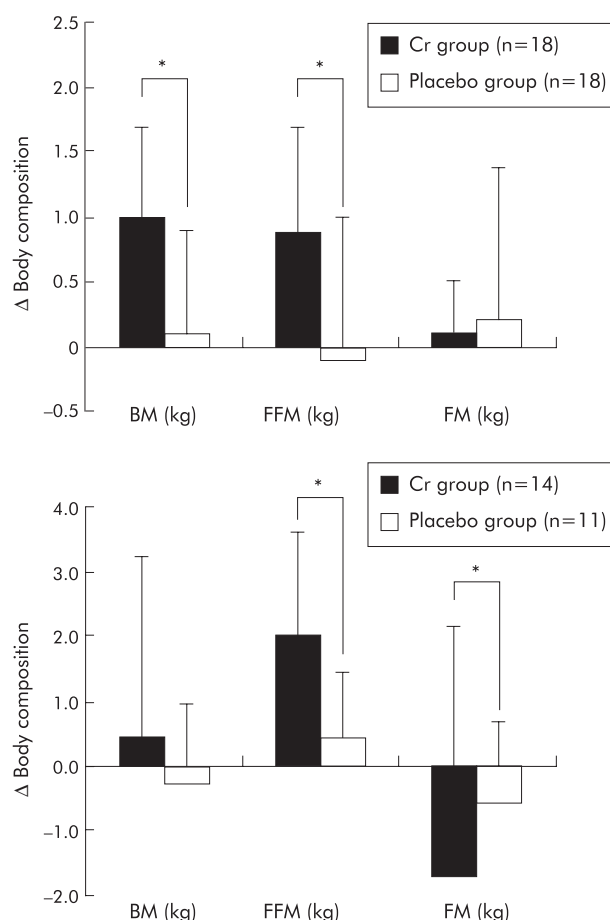 2.5
2.0
1.5
1.0
0.5
0
–0.5
Δ Body composition
Cr group (n=18)
Placebo group (n=18)
*
*
BM (kg)
FFM (kg)
FM (kg)
4.0
3.0
2.0
1.0
0.0
–1.0
–2.0
Δ Body composition
Cr group (n=14)
Placebo group (n=11)
*
*
BM (kg)
FFM (kg)
FM (kg)